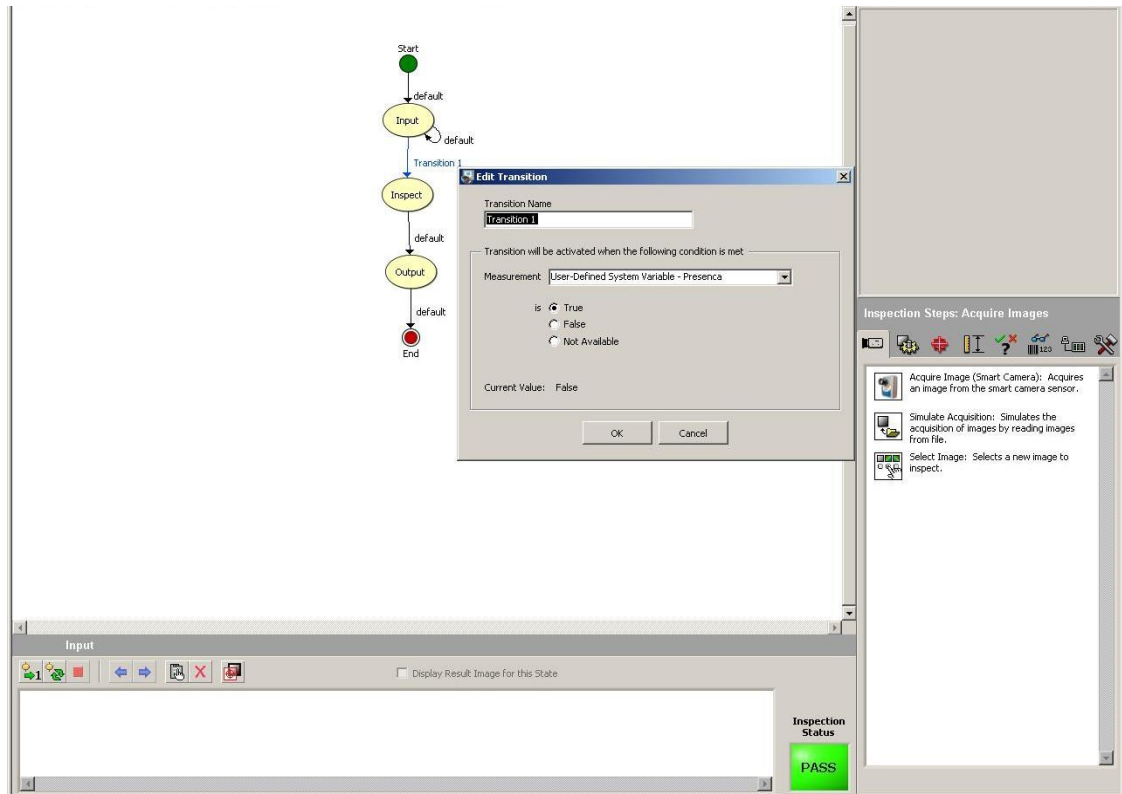 Start
default
Input
default
Transition 1
Inspect
default
Output
default
End
Edit Transition
Transition Name
Transition 1
Transition will be activated when the following condition is met
Measurement User-Defined System Variable - Presenca
is True
False
Not Available
Current Value: False
OK Cancel
Inspection Steps: Acquire Images
123
Acquire Image (Smart Camera): Acquires
an image from the smart camera sensor.
Simulate Acquisition: Simulates the
acquisition of images by reading images
from file.
Select Image: Selects a new image to
inspect.
Input
1
Display Result Image for this State
Inspection
Status
PASS